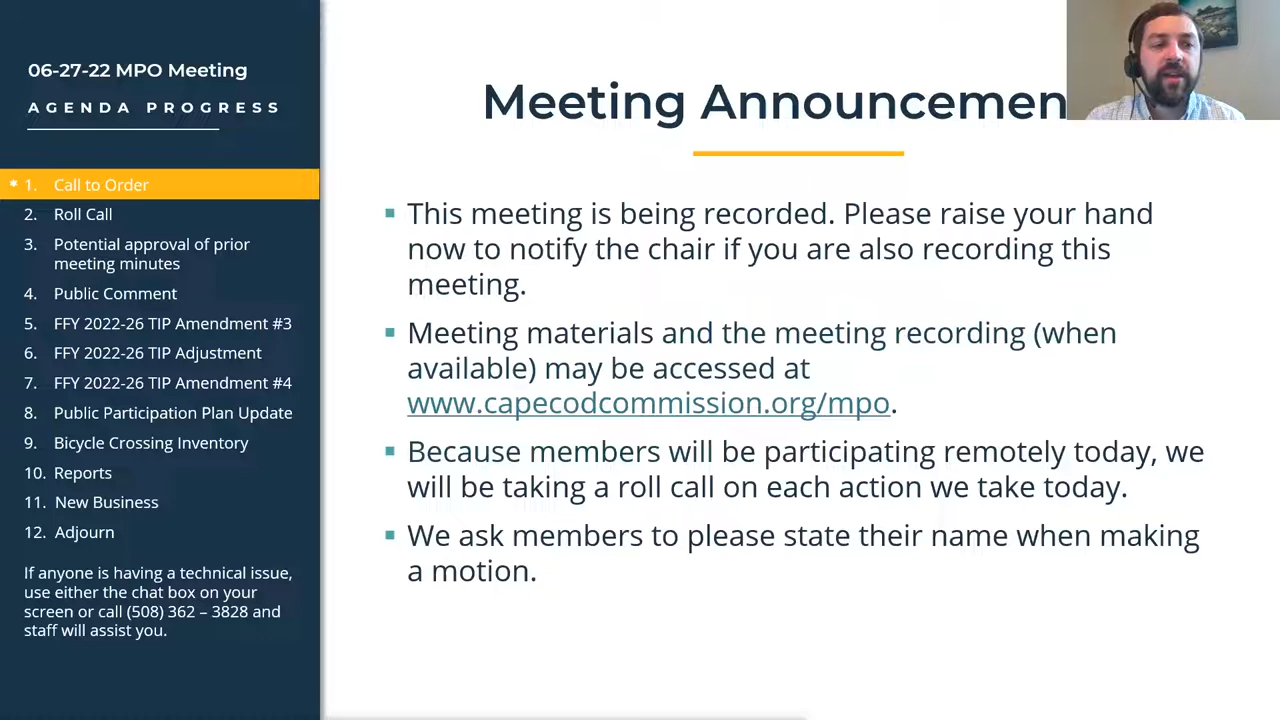 06-27-22 MPO Meeting
AGENDA PROGRESS
* 1. Call to Order
2. Roll Call
3. Potential approval of prior
meeting minutes
4. Public Comment
5. FFY 2022-26 TIP Amendment #3
6. FFY 2022-26 TIP Adjustment
7. FFY 2022-26 TIP Amendment #4
8. Public Participation Plan Update
9. Bicycle Crossing Inventory
10. Reports
11. New Business
12. Adjourn
If anyone is having a technical issue,
use either the chat box on your
screen or call (508) 362 – 3828 and
staff will assist you.
Meeting Announcemen
▪ This meeting is being recorded. Please raise your hand
now to notify the chair if you are also recording this
meeting.
▪ Meeting materials and the meeting recording (when
available) may be accessed at
www.capecodcommission.org/mpo.
▪ Because members will be participating remotely today, we
will be taking a roll call on each action we take today.
▪ We ask members to please state their name when making
a motion.